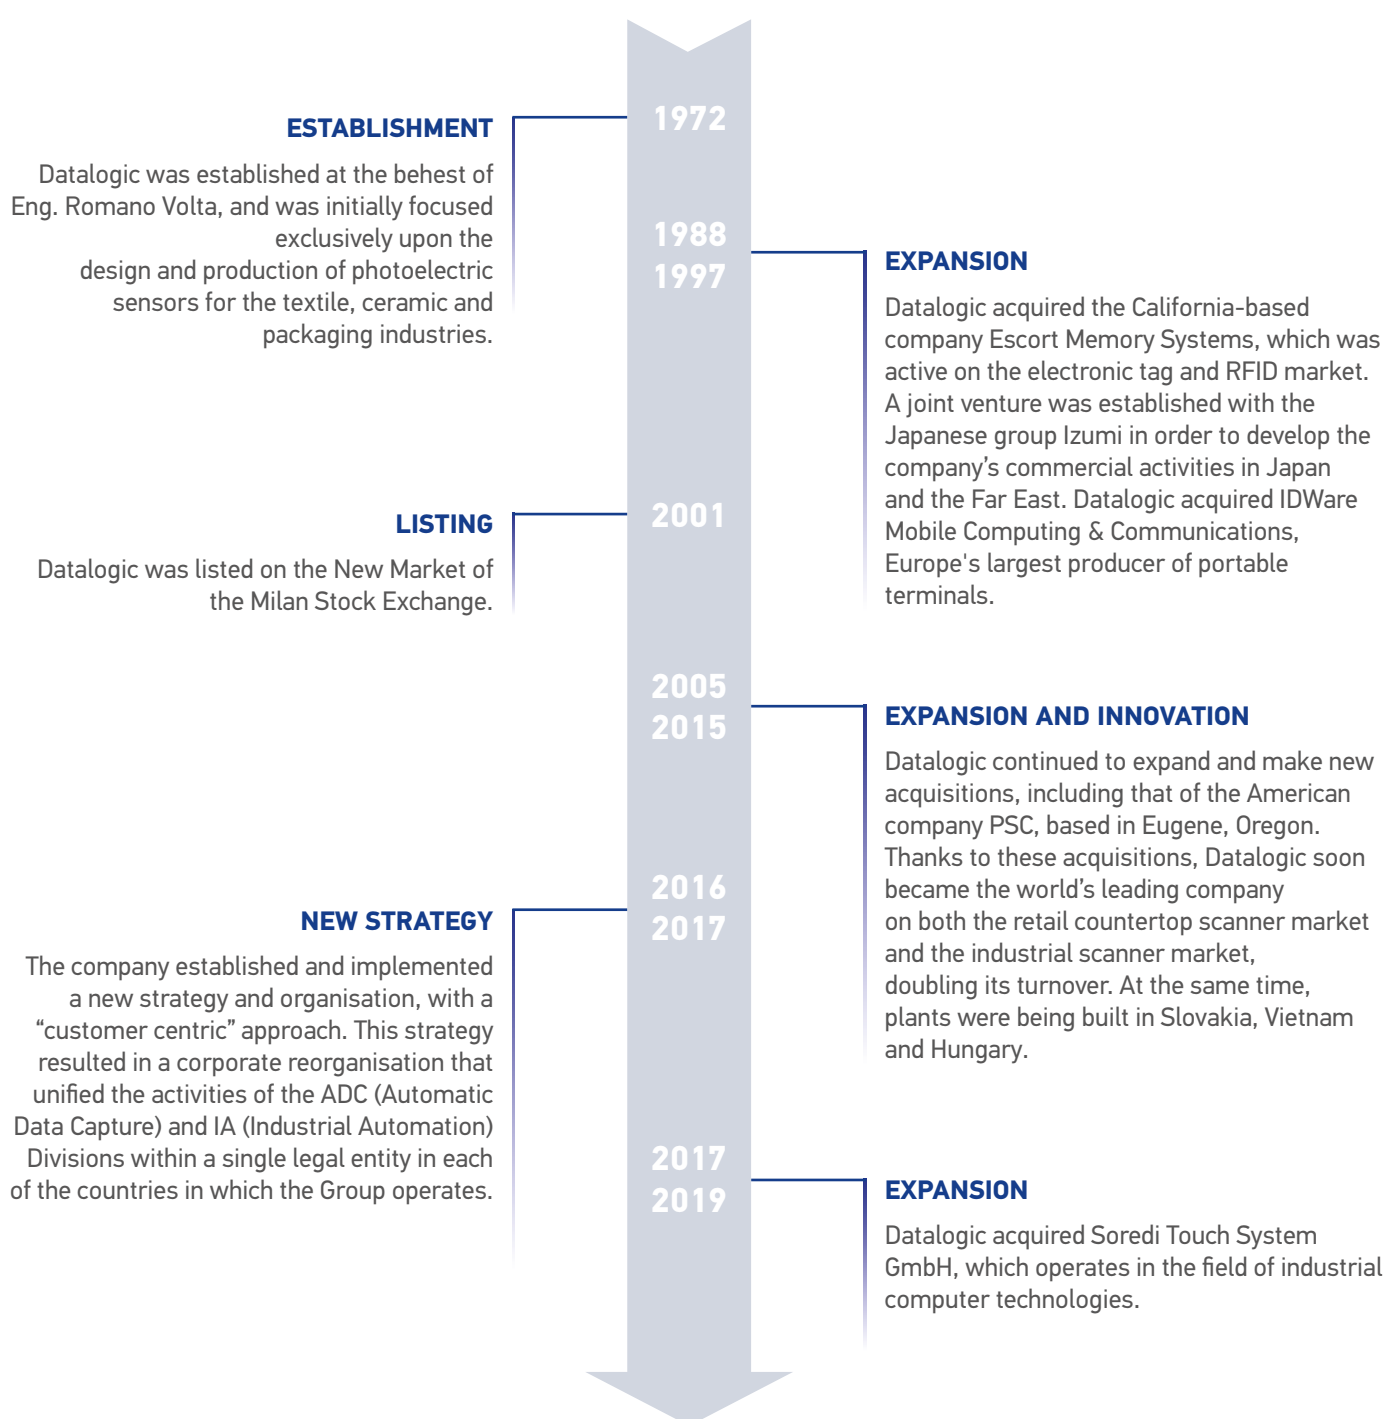 1972
ESTABLISHMENT
Datalogic was established at the behest of
Eng. Romano Volta, and was initially focused
exclusively upon the
design and production of photoelectric
sensors for the textile, ceramic and
packaging industries.
1988
1997
EXPANSION
Datalogic acquired the California-based
company Escort Memory Systems, which was
active on the electronic tag and RFID market.
A joint venture was established with the
Japanese group Izumi in order to develop the
company’s commercial activities in Japan
and the Far East. Datalogic acquired IDWare
Mobile Computing & Communications,
Europe's largest producer of portable
terminals.
2001
LISTING
Datalogic was listed on the New Market of
the Milan Stock Exchange.
2005
2015
EXPANSION AND INNOVATION
Datalogic continued to expand and make new
acquisitions, including that of the American
company PSC, based in Eugene, Oregon.
Thanks to these acquisitions, Datalogic soon
became the world’s leading company
on both the retail countertop scanner market
and the industrial scanner market,
doubling its turnover. At the same time,
plants were being built in Slovakia, Vietnam
and Hungary.
2016
2017
NEW STRATEGY
The company established and implemented
a new strategy and organisation, with a
“customer centric” approach. This strategy
resulted in a corporate reorganisation that
unified the activities of the ADC (Automatic
Data Capture) and IA (Industrial Automation)
Divisions within a single legal entity in each
of the countries in which the Group operates.
2017
2019
EXPANSION
Datalogic acquired Soredi Touch System
GmbH, which operates in the field of industrial
computer technologies.